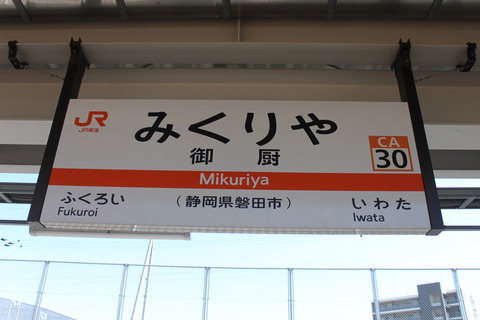 JR
JR東海
みくりや
御厨
CA
30
Mikuriya
ふくろい
Fukuroi
(静岡県磐田市)
いわた
Iwata